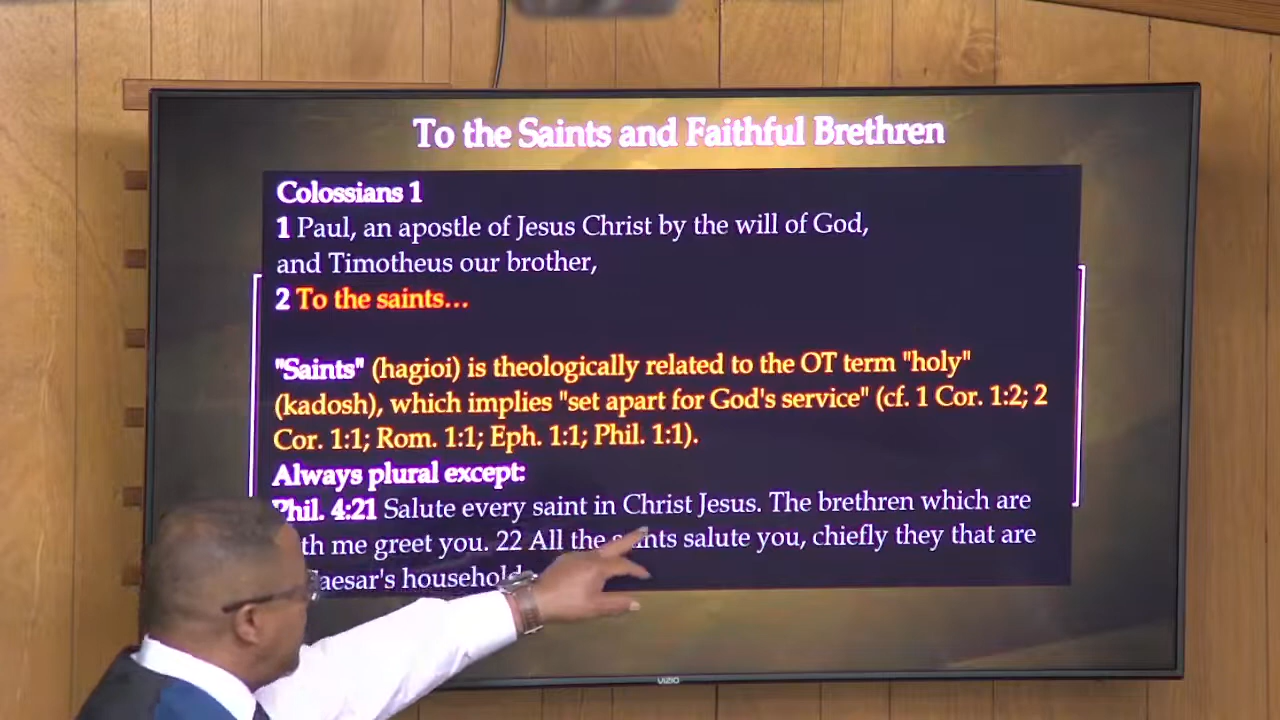 To the Saints and Faithful Brethren
Colossians 1
1 Paul, an apostle of Jesus Christ by the will of God,
and Timotheus our brother,
2 To the saints...
"Saints" (hagioi) is theologically related to the OT term "holy"
(kadosh), which implies "set apart for God's service" (cf. 1 Cor. 1:2; 2
Cor. 1:1; Rom. 1:1; Eph. 1:1; Phil. 1:1).
Always plural except:
Phil. 4:21 Salute every saint in Christ Jesus. The brethren which are
th me greet you. 22 All the saints salute you, chiefly they that are
aesar's household
VIZIO